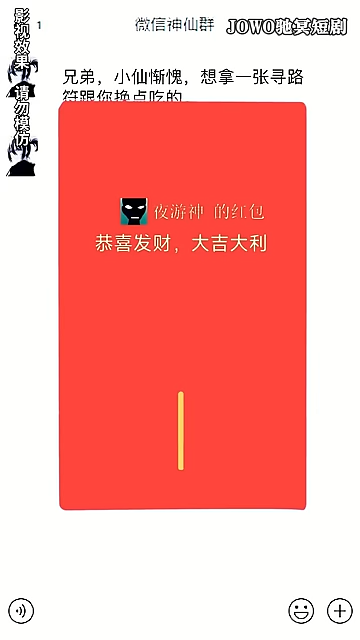 影视效果 请勿模仿
1
微信神仙群
JOWO驰冥短剧
兄弟，小仙惭愧，想拿一张寻路
符跟你换点吃的
夜游神 的红包
恭喜发财，大吉大利